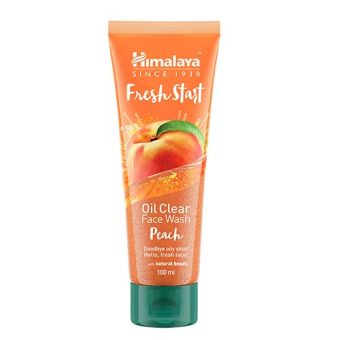 Himalaya
SINCE 1930
Fresh Start
Oil Clear
Face Wash
Peach
Goodbye oily skin!
Hello, fresh face!
with natural beads
100 ml